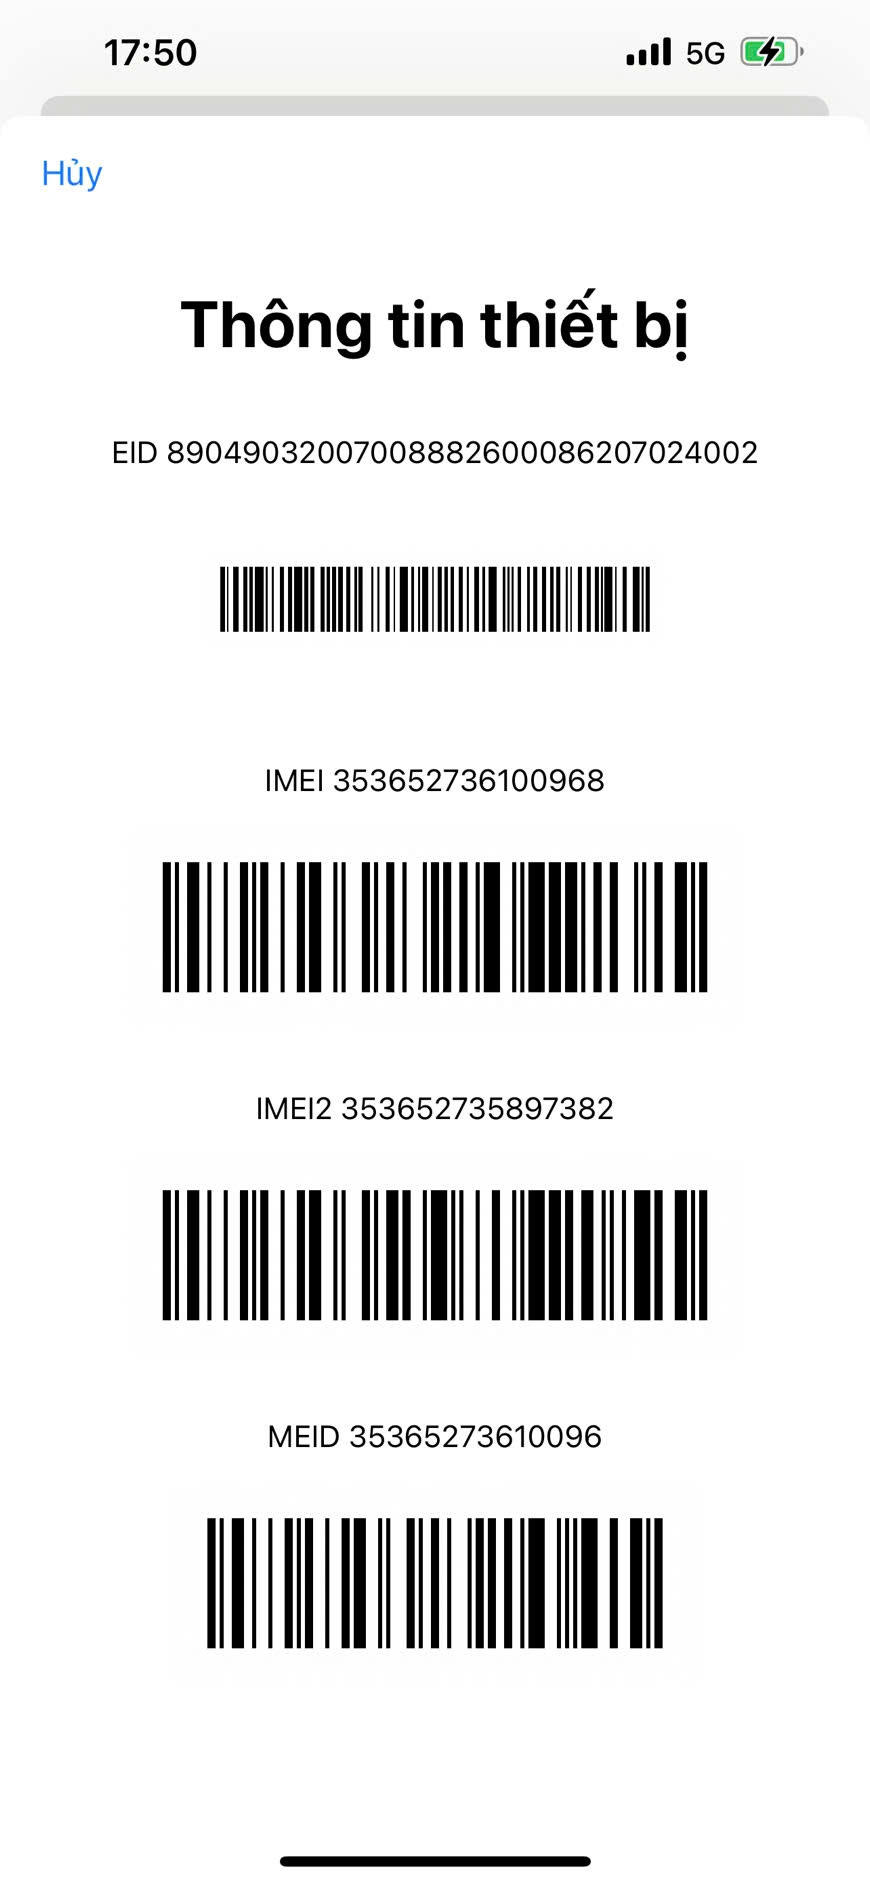 17:50
5G
Hủy
Thông tin thiết bị
EID 89049032007008882600086207024002
IMEI 353652736100968
IMEI2 353652735897382
MEID 35365273610096